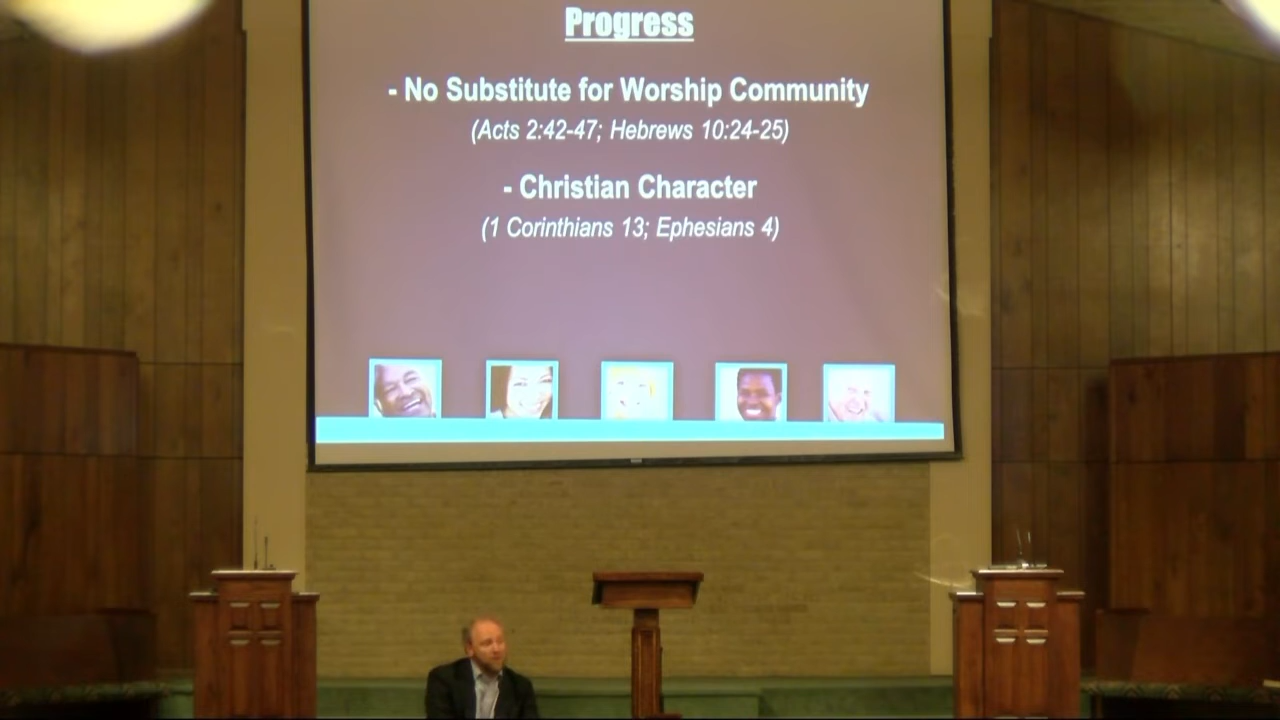 Progress
- No Substitute for Worship Community
(Acts 2:42-47; Hebrews 10:24-25)
- Christian Character
(1 Corinthians 13; Ephesians 4)